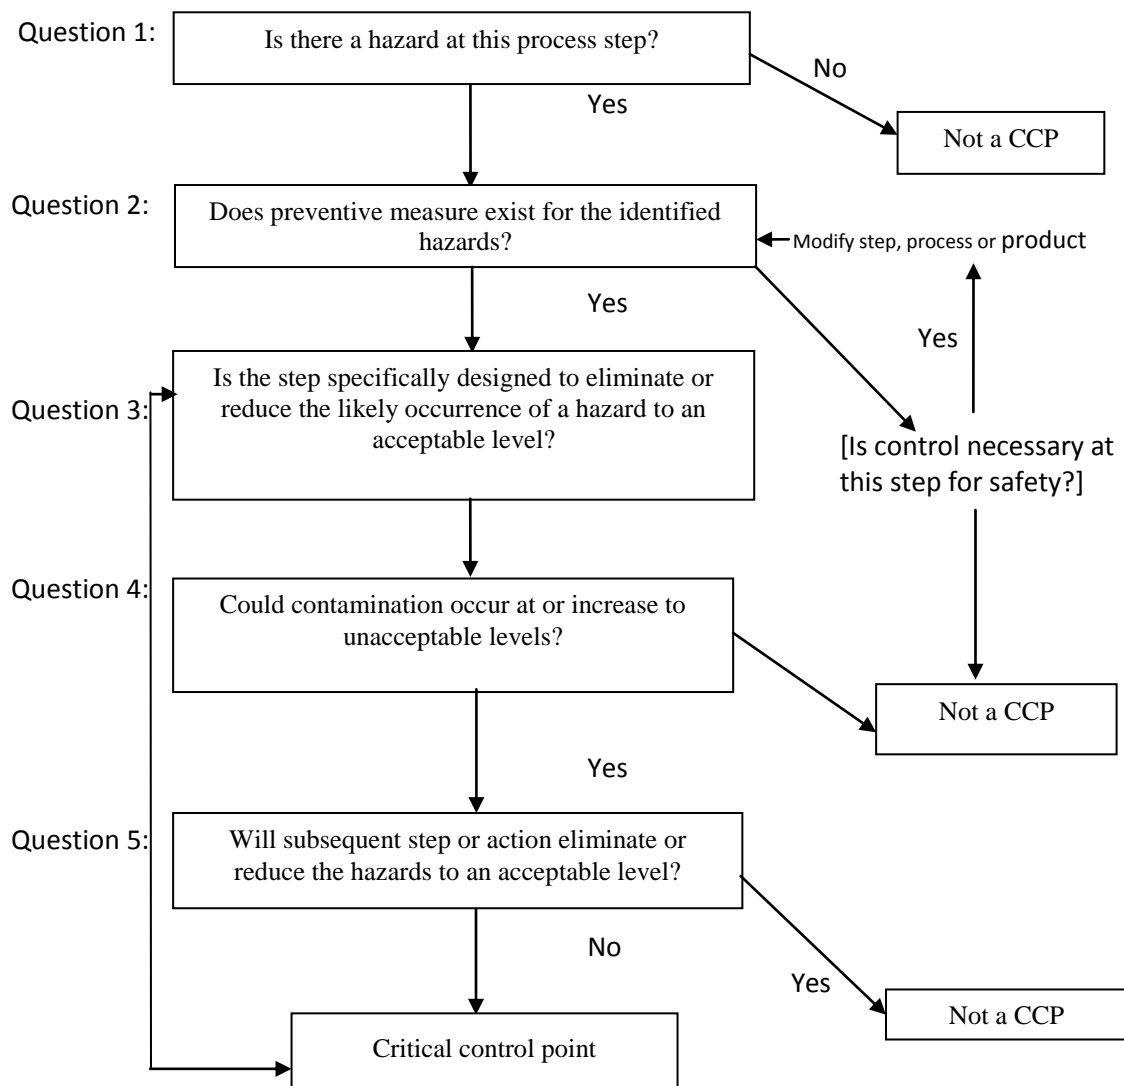 Question 1:
Is there a hazard at this process step?
No
Yes
Not a CCP
Question 2:
Does preventive measure exist for the identified
hazards?
Modify step, process or product
Yes
Yes
Question 3:
Is the step specifically designed to eliminate or
reduce the likely occurrence of a hazard to an
acceptable level?
[Is control necessary at
this step for safety?]
Question 4:
Could contamination occur at or increase to
unacceptable levels?
Not a CCP
Yes
Question 5:
Will subsequent step or action eliminate or
reduce the hazards to an acceptable level?
No
Yes
Not a CCP
Critical control point